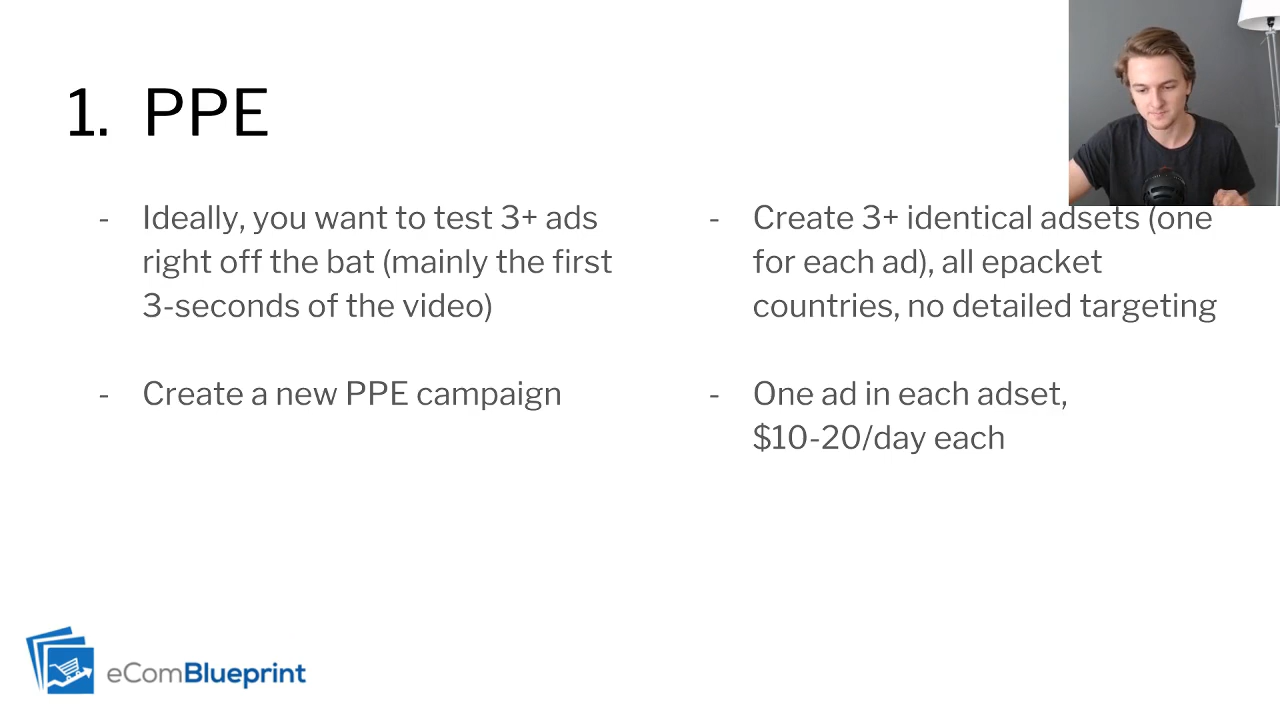 1. PPE
- Ideally, you want to test 3+ ads
right off the bat (mainly the first
3-seconds of the video)
- Create a new PPE campaign
- Create 3+ identical adsets (one
for each ad), all epacket
countries, no detailed targeting
- One ad in each adset,
$10-20/day each
eComBlueprint